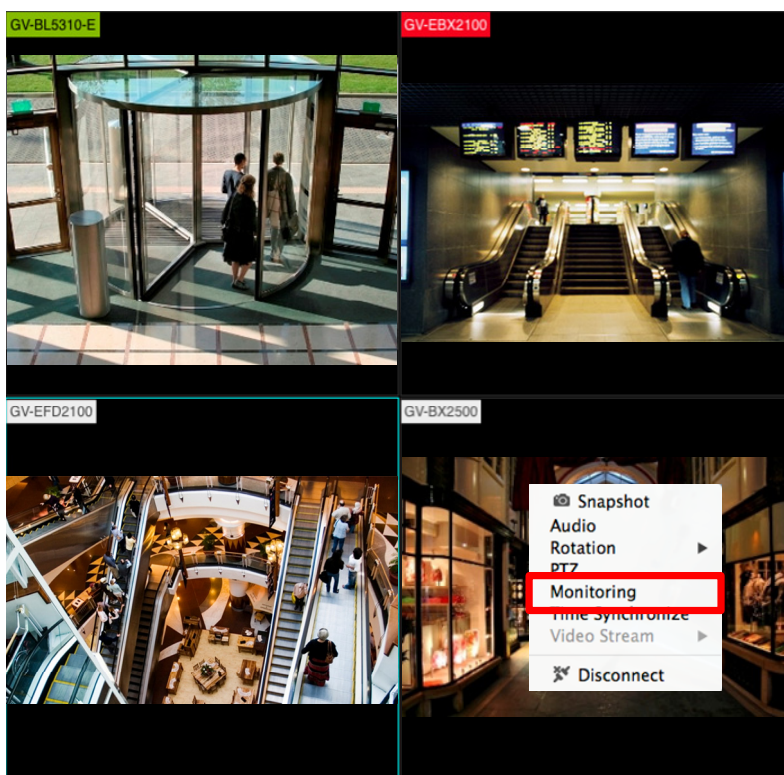 GV-BL5310-E
GV-EBX2100
GV-EFD2100
GV-BX2500
Snapshot
Audio
Rotation
PTZ
Monitoring
Time Synchronize
Video Stream
Disconnect